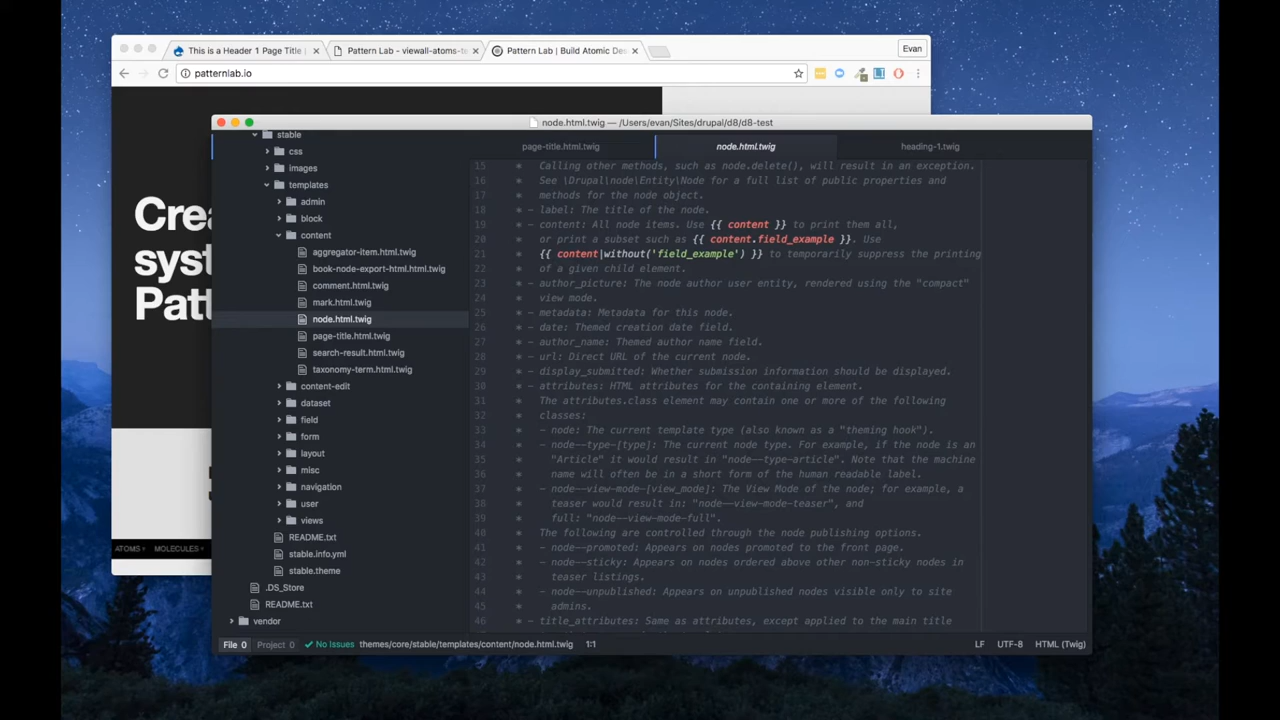 This is a Header 1 Page Title |
Pattern Lab - viewall-atoms-te
Pattern Lab | Build Atomic Des
Evan
patternlab.io
Crea
syst
Patt
ATOMS
MOLECULES
node.html.twig — /Users/evan/Sites/drupal/d8/d8-test
stable
css
images
templates
admin
block
content
aggregator-item.html.twig
book-node-export-html.html.twig
comment.html.twig
mark.html.twig
node.html.twig
page-title.html.twig
search-result.html.twig
taxonomy-term.html.twig
content-edit
dataset
field
form
layout
misc
navigation
user
views
README.txt
stable.info.yml
stable.theme
.DS_Store
README.txt
vendor
page-title.html.twig
node.html.twig
heading-1.twig
15 * Calling other methods, such as node.delete(), will result in an exception.
16 * See \Drupal\node\Entity\Node for a full list of public properties and
17 * methods for the node object.
18 * - label: The title of the node.
19 * - content: All node items. Use {{ content }} to print them all,
20 * or print a subset such as {{ content.field_example }}. Use
21 * {{ content|without('field_example') }} to temporarily suppress the printing
22 * of a given child element.
23 * - author_picture: The node author user entity, rendered using the "compact"
24 * view mode.
25 * - metadata: Metadata for this node.
26 * - date: Themed creation date field.
27 * - author_name: Themed author name field.
28 * - url: Direct URL of the current node.
29 * - display_submitted: Whether submission information should be displayed.
30 * - attributes: HTML attributes for the containing element.
31 * The attributes.class element may contain one or more of the following
32 * classes:
33 * - node: The current template type (also known as a "theming hook").
34 * - node--type-[type]: The current node type. For example, if the node is an
35 * "Article" it would result in "node--type-article". Note that the machine
36 * name will often be in a short form of the human readable label.
37 * - node--view-mode-[view_mode]: The View Mode of the node; for example, a
38 * teaser would result in: "node--view-mode-teaser", and
39 * full: "node--view-mode-full".
40 * The following are controlled through the node publishing options.
41 * - node--promoted: Appears on nodes promoted to the front page.
42 * - node--sticky: Appears on nodes ordered above other non-sticky nodes in
43 * teaser listings.
44 * - node--unpublished: Appears on unpublished nodes visible only to site
45 * admins.
46 * - title_attributes: Same as attributes, except applied to the main title
File 0
Project 0
No Issues
themes/core/stable/templates/content/node.html.twig
1:1
LF
UTF-8
HTML (Twig)